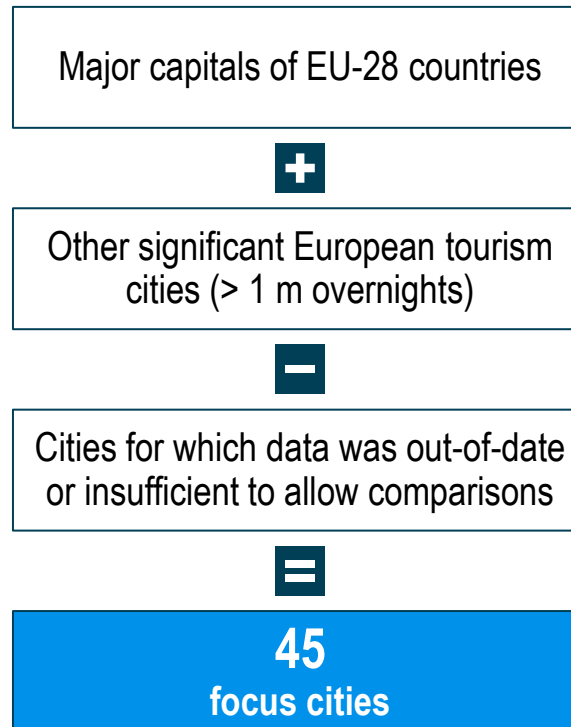 Major capitals of EU-28 countries
+
Other significant European tourism
cities (> 1 m overnights)
–
Cities for which data was out-of-date
or insufficient to allow comparisons
=
45
focus cities